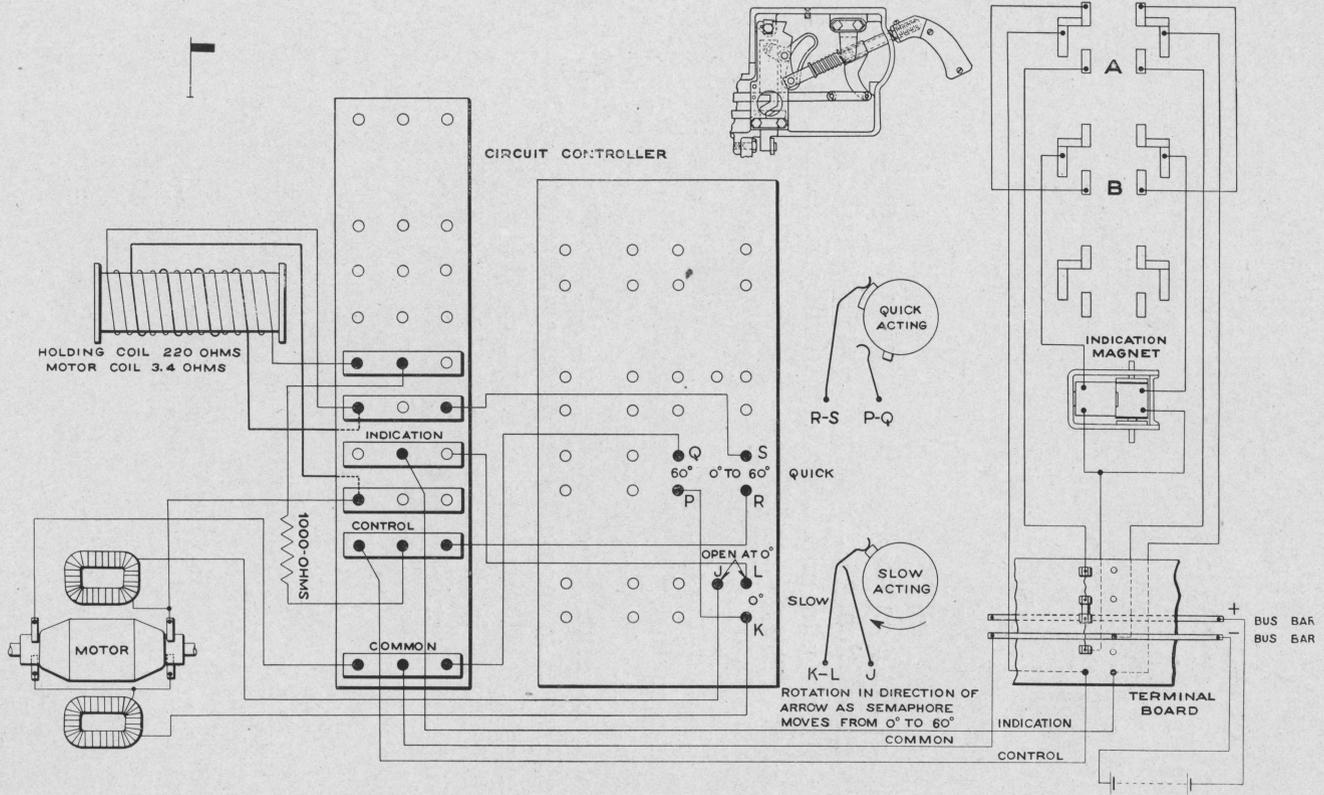 A
CIRCUIT CONTROLLER
B
QUICK
ACTING
INDICATION
MAGNET
HOLDING COIL 220 OHMS
MOTOR COIL 3.4 OHMS
R-S P-Q
INDICATION
Q S
60° 0° TO 60° QUICK
P R
1000-OHMS
CONTROL
OPEN AT 0°
J L
SLOW
ACTING
0°
SLOW
K
+ BUS BAR
- BUS BAR
MOTOR
COMMON
K-L J
ROTATION IN DIRECTION OF
ARROW AS SEMAPHORE
MOVES FROM 0° TO 60°
TERMINAL
BOARD
INDICATION
COMMON
CONTROL